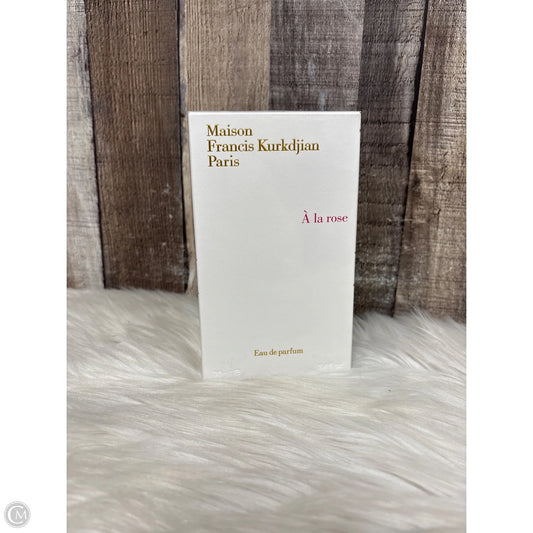 Maison
Francis Kurkdjian
Paris
À la rose
Eau de parfum